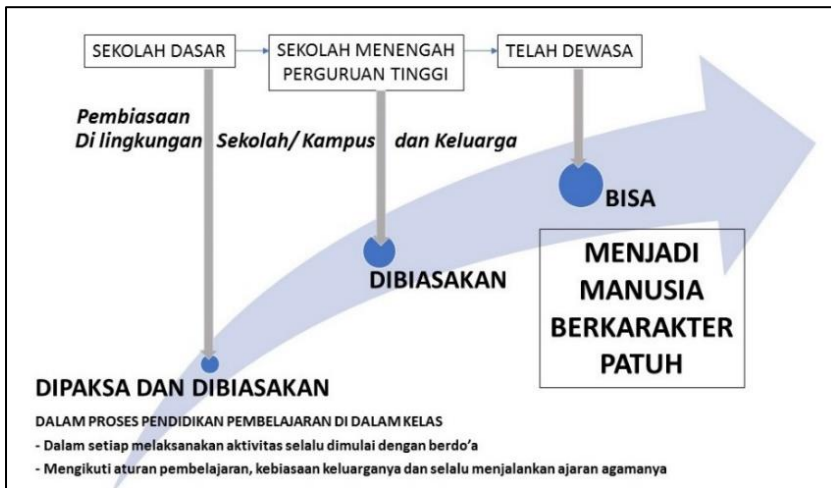 SEKOLAH DASAR
SEKOLAH MENENGAH
PERGURUAN TINGGI
TELAH DEWASA
Pembiasaan
Di lingkungan Sekolah/ Kampus dan Keluarga
BISA
DIBIASAKAN
MENJADI
MANUSIA
BERKARAKTER
PATUH
DIPAKSA DAN DIBIASAKAN
DALAM PROSES PENDIDIKAN PEMBELAJARAN DI DALAM KELAS
- Dalam setiap melaksanakan aktivitas selalu dimulai dengan berdo’a
- Mengikuti aturan pembelajaran, kebiasaan keluarganya dan selalu menjalankan ajaran agamanya